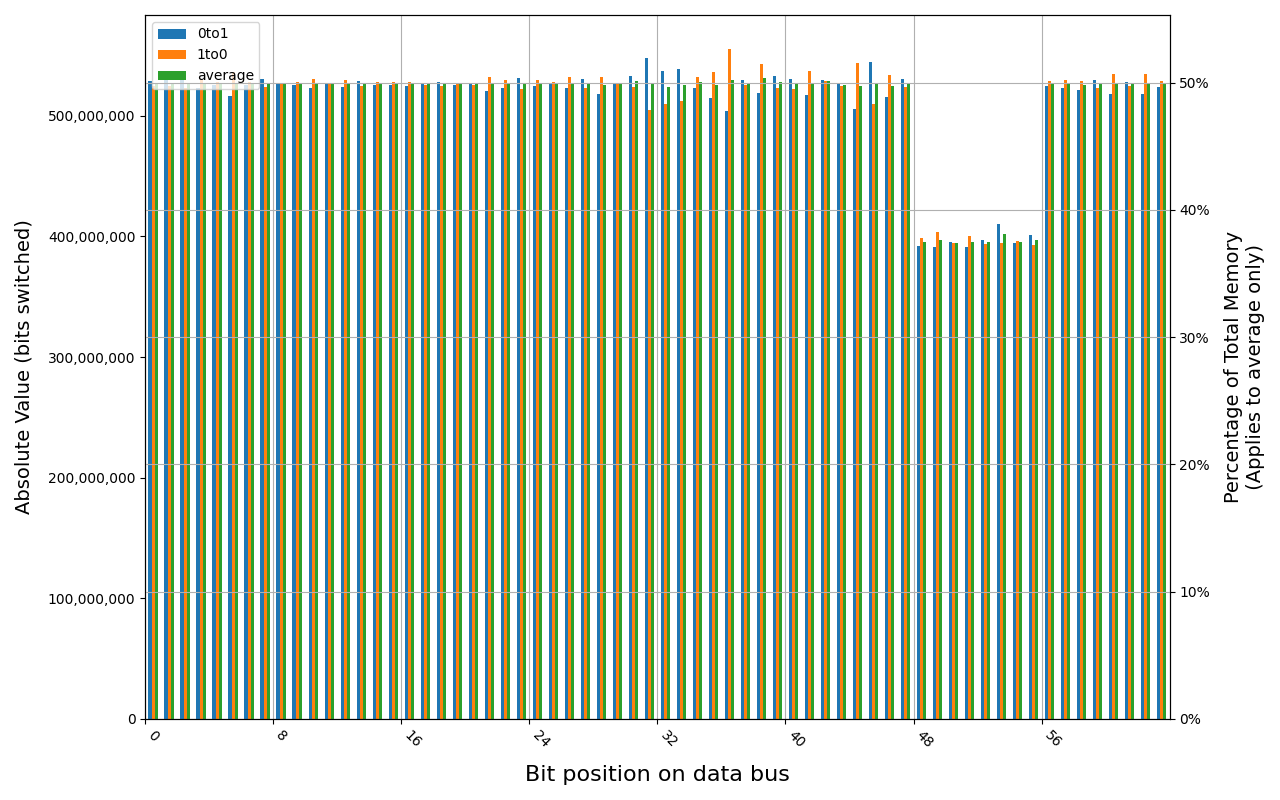 0to1
1to0
average
500,000,000
400,000,000
300,000,000
200,000,000
100,000,000
0
50%
40%
30%
20%
10%
0%
0
8
16
24
32
40
48
56
Absolute Value (bits switched)
Percentage of Total Memory
(Applies to average only)
Bit position on data bus